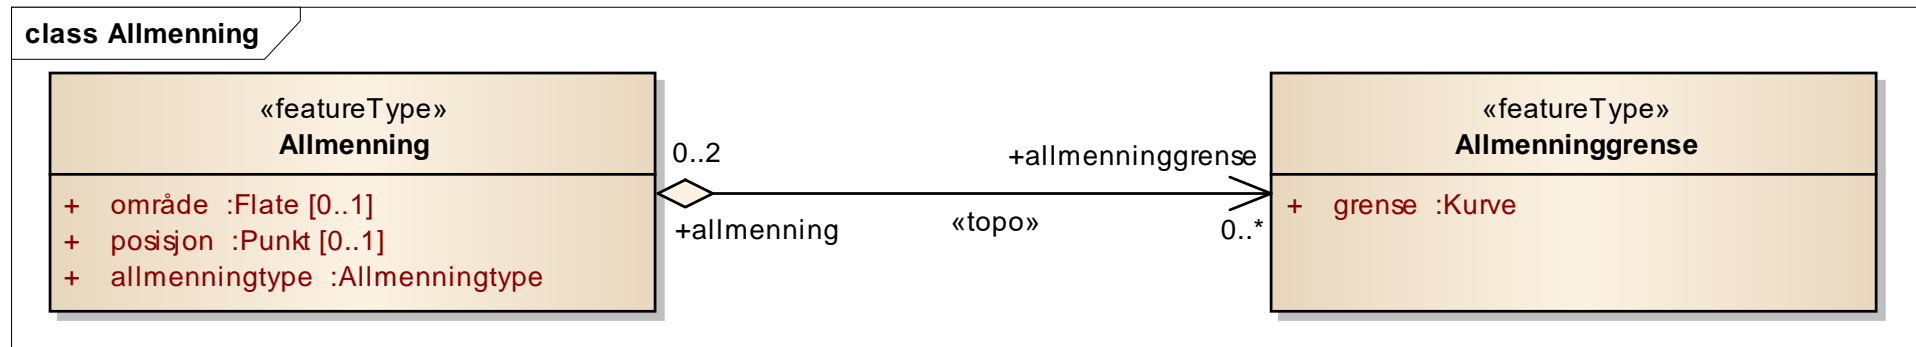 class Allmenning
«featureType»
Allmenning
+ område :Flate [0..1]
+ posisjon :Punkt [0..1]
+ allmenningtype :Allmenningtype
0..2
+allmenning
«topo»
+allmenninggrense
0..*
«featureType»
Allmenninggrense
+ grense :Kurve